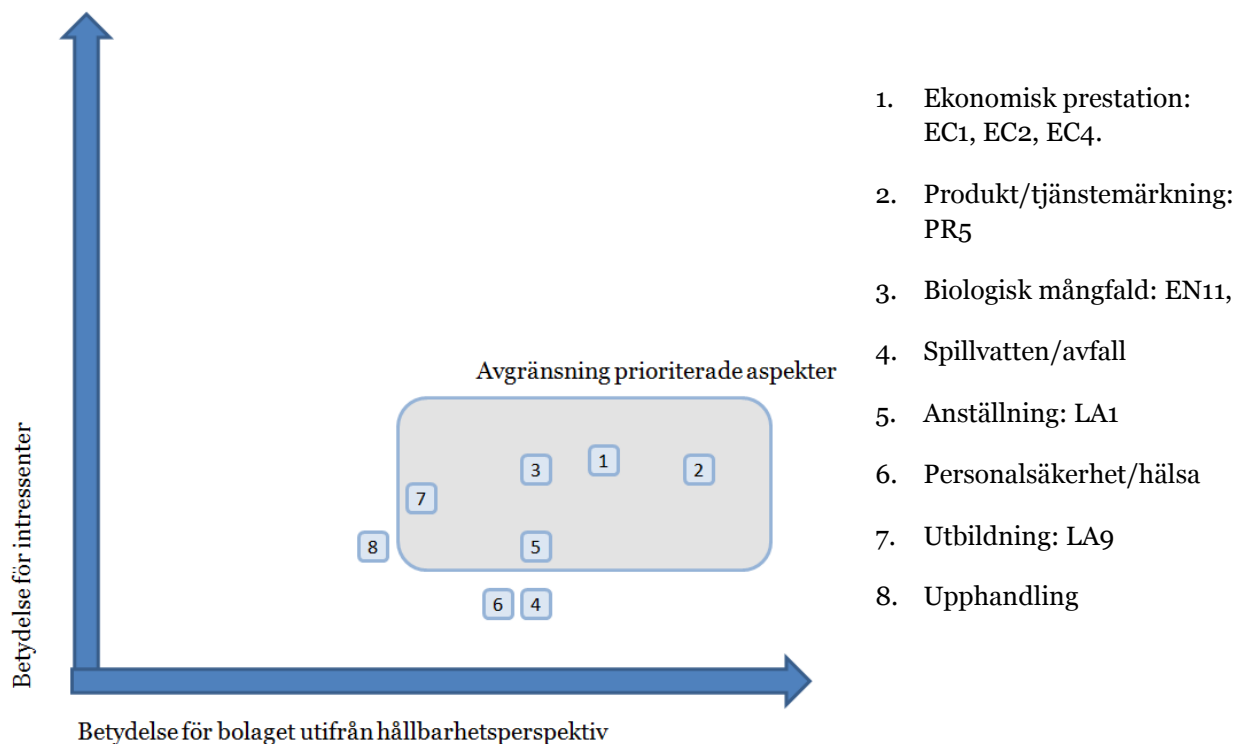 Betydelse för intressenter
Avgränsning prioriterade aspekter
1
2
3
7
8
5
6
4
Betydelse för bolaget utifrån hållbarhetsperspektiv
1. Ekonomisk prestation:
EC1, EC2, EC4.
2. Produkt/tjänstemärkning:
PR5
3. Biologisk mångfald: EN11,
4. Spillvatten/avfall
5. Anställning: LA1
6. Personalsäkerhet/hälsa
7. Utbildning: LA9
8. Upphandling